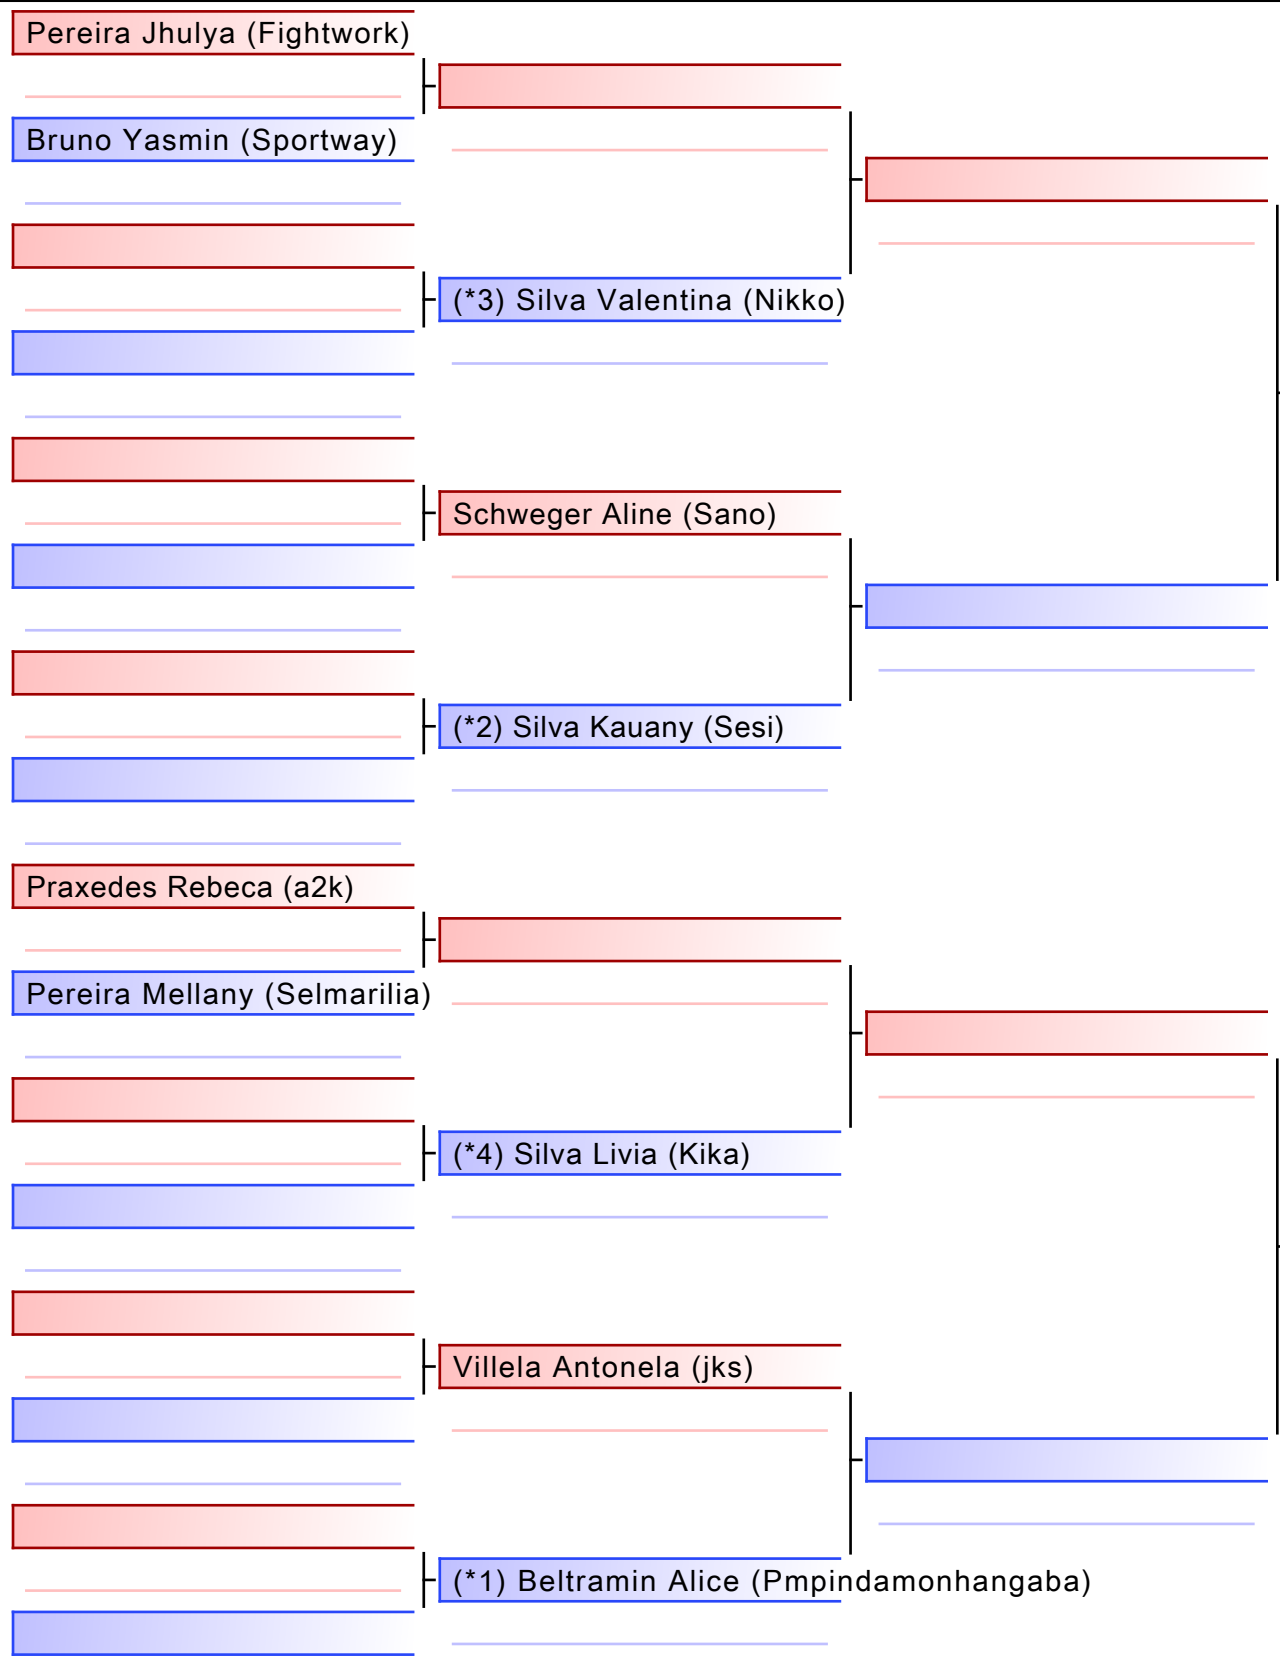 Pereira Jhulya (Fightwork)
Bruno Yasmin (Sportway)
(*3) Silva Valentina (Nikko)
Schweger Aline (Sano)
(*2) Silva Kauany (Sesi)
Praxedes Rebeca (a2k)
Pereira Mellany (Selmarilia)
(*4) Silva Livia (Kika)
Villela Antonela (jks)
(*1) Beltramin Alice (Pmpindamonhangaba)